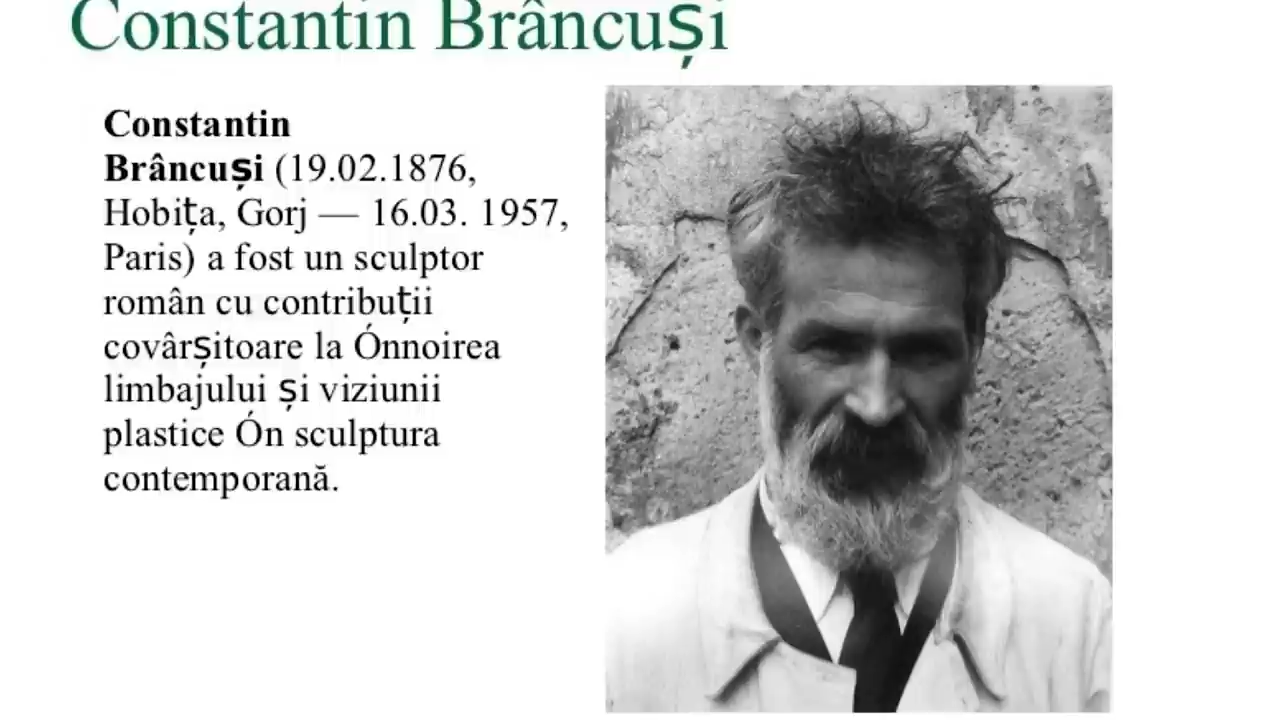 Constantin Brâncuși
Constantin
Brâncuși (19.02.1876,
Hobița, Gorj — 16.03. 1957,
Paris) a fost un sculptor
român cu contribuții
covârșitoare la Ónnoirea
limbajului și viziunii
plastice Ón sculptura
contemporană.